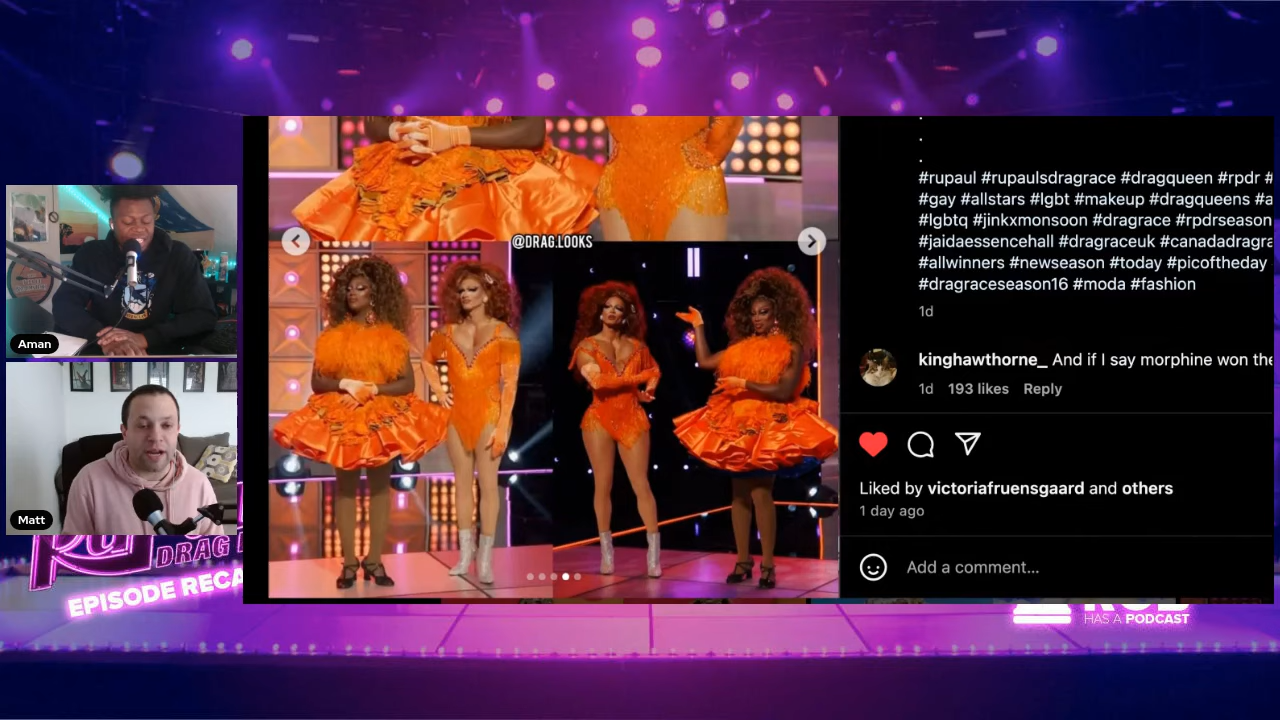 Aman
Matt
DRAG
EPISODE RECA
@DRAG.LOOKS
.
.
.
#rupaul #rupaulsdragrace #dragqueen #rpdr #
#gay #allstars #lgbt #makeup #dragqueens #a
#lgbtq #jinkxmonsoon #dragrace #rpdrseason
#jaidaessencehall #dragraceuk #canadadragra
#allwinners #newseason #today #picoftheday
#dragraceseason16 #moda #fashion
1d
kinghawthorne_ And if I say morphine won the
1d 193 likes Reply
Liked by victoriafruensgaard and others
1 day ago
Add a comment...
HAS A PODCAST